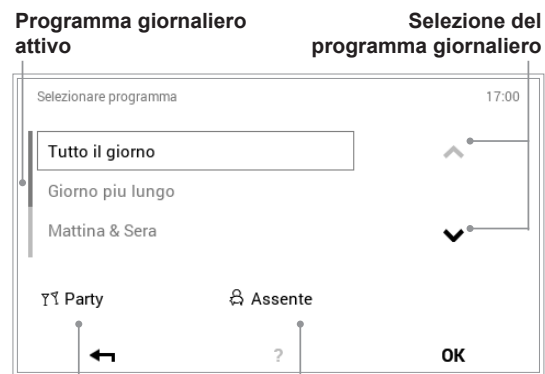 Programma giornaliero attivo
Selezione del programma giornaliero
Selezionare programma 17:00
Tutto il giorno
Giorno piu lungo
Mattina & Sera
Party Assente
? OK